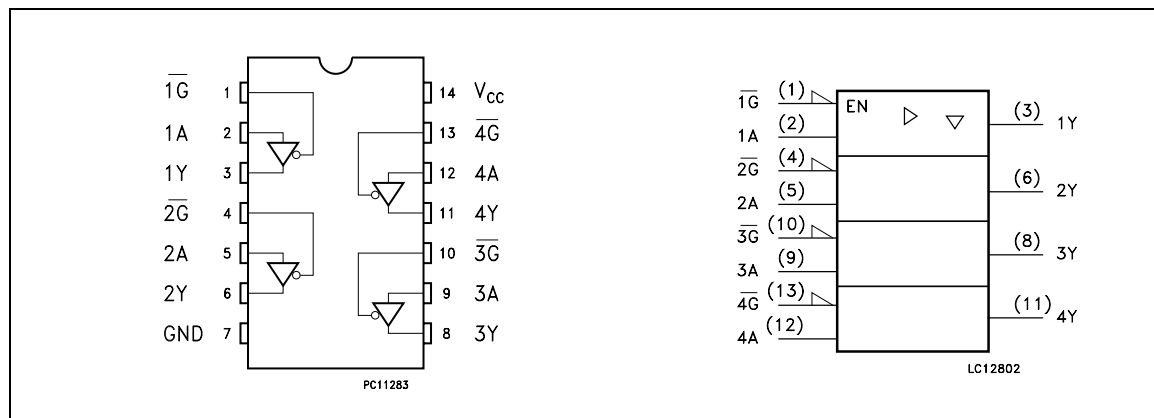 1G̅ 1 14 VCC
1A 2 13 4G̅
1Y 3 12 4A
2G̅ 4 11 4Y
2A 5 10 3G̅
2Y 6 9 3A
GND 7 8 3Y
PC11283
1G̅ (1) EN (3) 1Y
1A (2)
2G̅ (4) (6) 2Y
2A (5)
3G̅ (10) (8) 3Y
3A (9)
4G̅ (13) (11) 4Y
4A (12)
LC12802